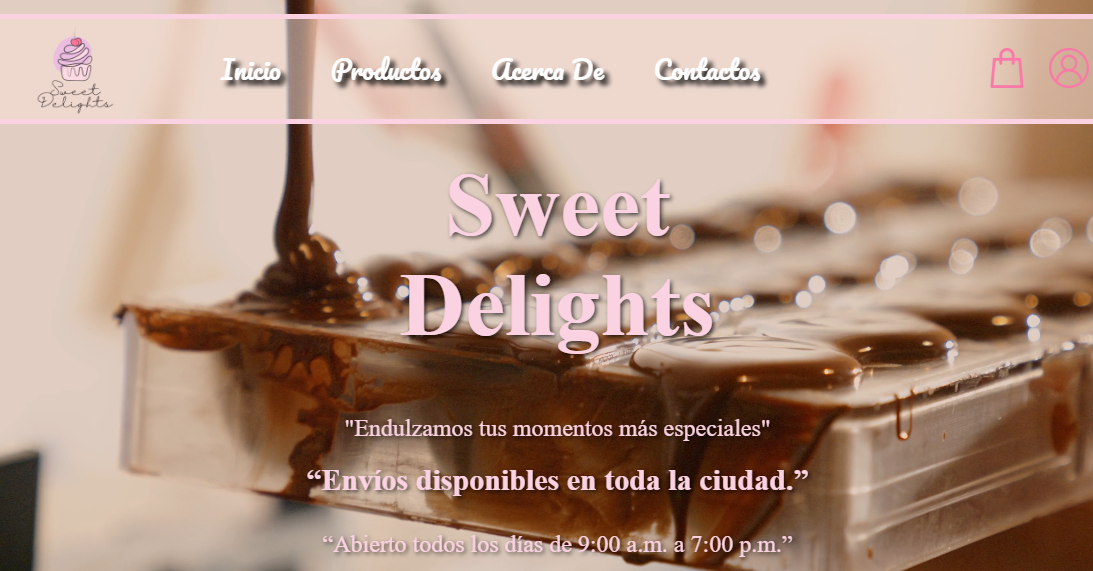 Sweet
Delights
Inicio Productos Acerca De Contactos
Sweet
Delights
"Endulzamos tus momentos más especiales"
“Envíos disponibles en toda la ciudad.”
“Abierto todos los días de 9:00 a.m. a 7:00 p.m.”